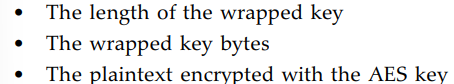 • The length of the wrapped key
• The wrapped key bytes
• The plaintext encrypted with the AES key